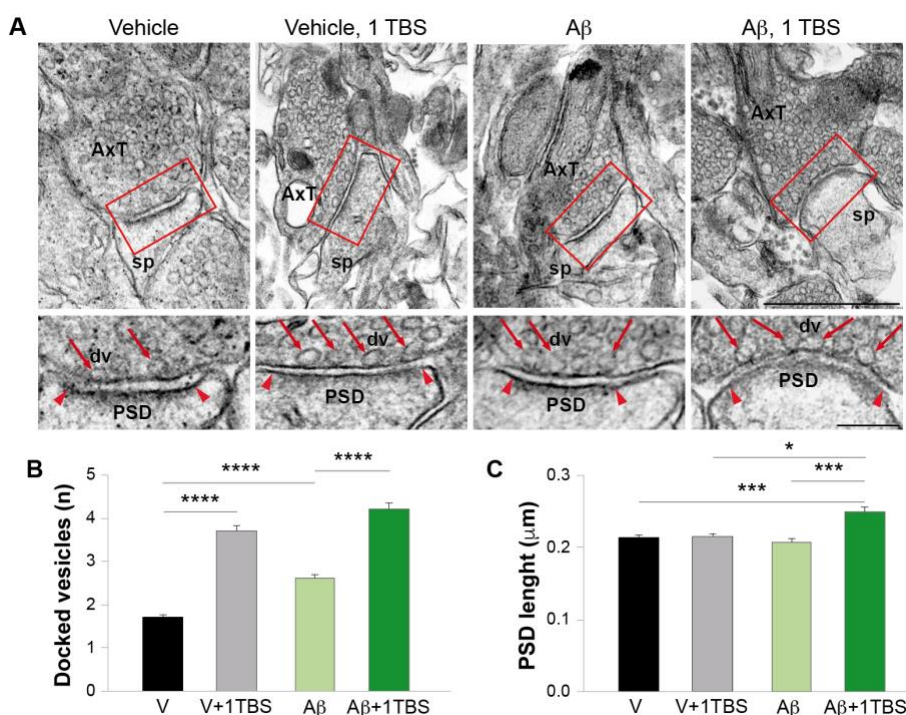 A
Vehicle
Vehicle, 1 TBS
Aβ
Aβ, 1 TBS
AxT
sp
AxT
sp
AxT
sp
AxT
sp
dv
PSD
dv
PSD
dv
PSD
dv
PSD
B
Docked vesicles (n)
5
4
3
2
1
0
****
****
****
V
V+1TBS
Aβ
Aβ+1TBS
C
PSD lenght (μm)
0.3
0.2
0.1
0.0
*
***
***
V
V+1TBS
Aβ
Aβ+1TBS